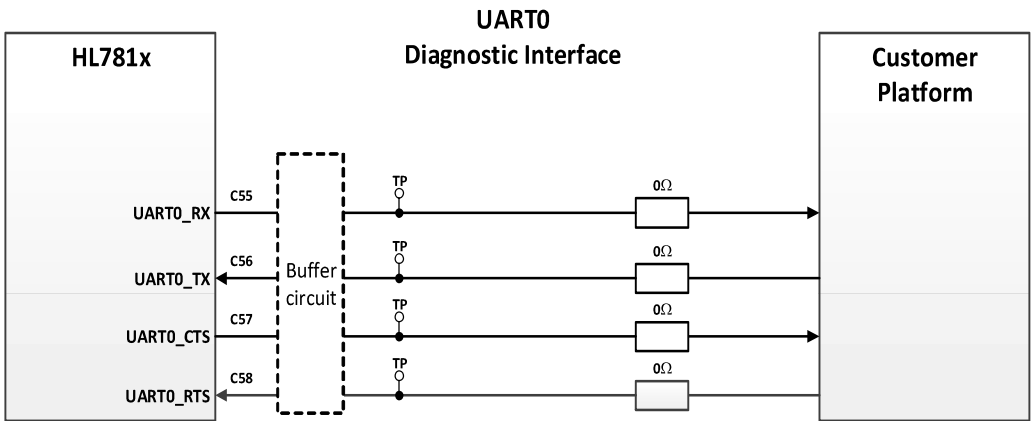 UART0
Diagnostic Interface
HL781x
Customer
Platform
C55
TP
0Ω
UART0_RX
C56
TP
0Ω
UART0_TX
Buffer
circuit
C57
TP
0Ω
UART0_CTS
C58
TP
0Ω
UART0_RTS